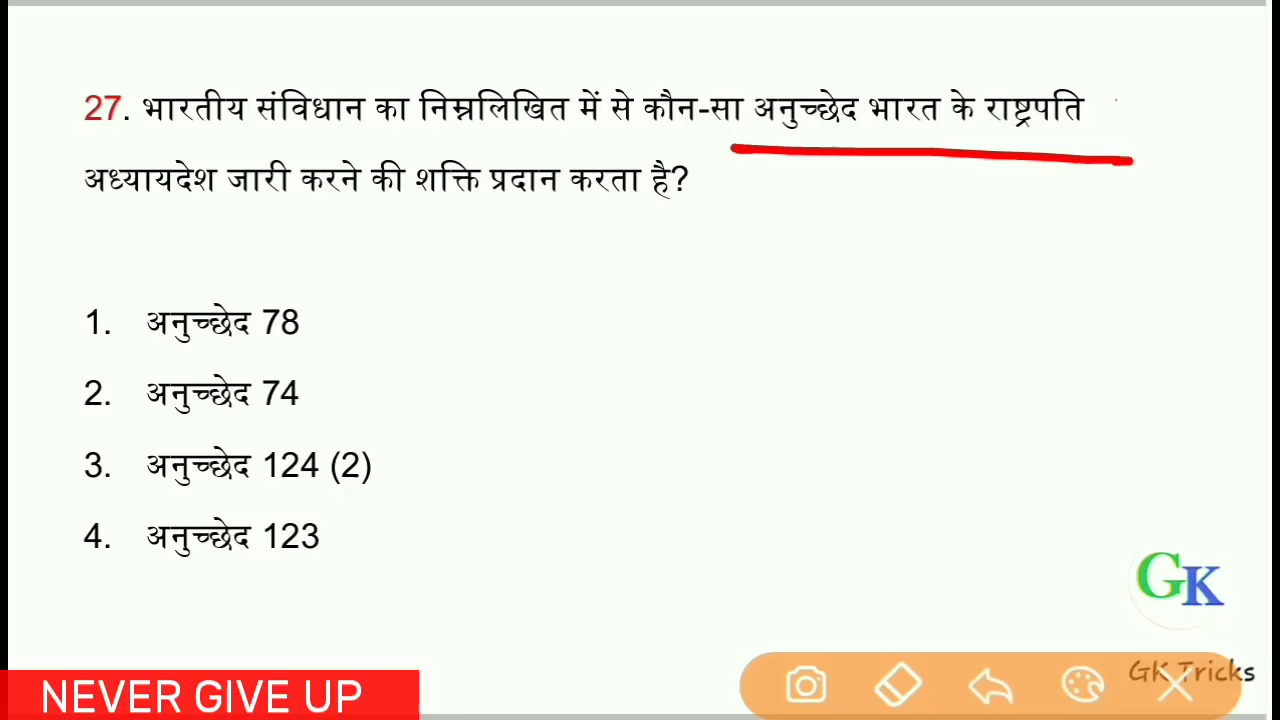 27. भारतीय संविधान का निम्नलिखित में से कौन-सा अनुच्छेद भारत के राष्ट्रपति
अध्यायदेश जारी करने की शक्ति प्रदान करता है?
1. अनुच्छेद 78
2. अनुच्छेद 74
3. अनुच्छेद 124 (2)
4. अनुच्छेद 123
GK
GK Tricks
NEVER GIVE UP